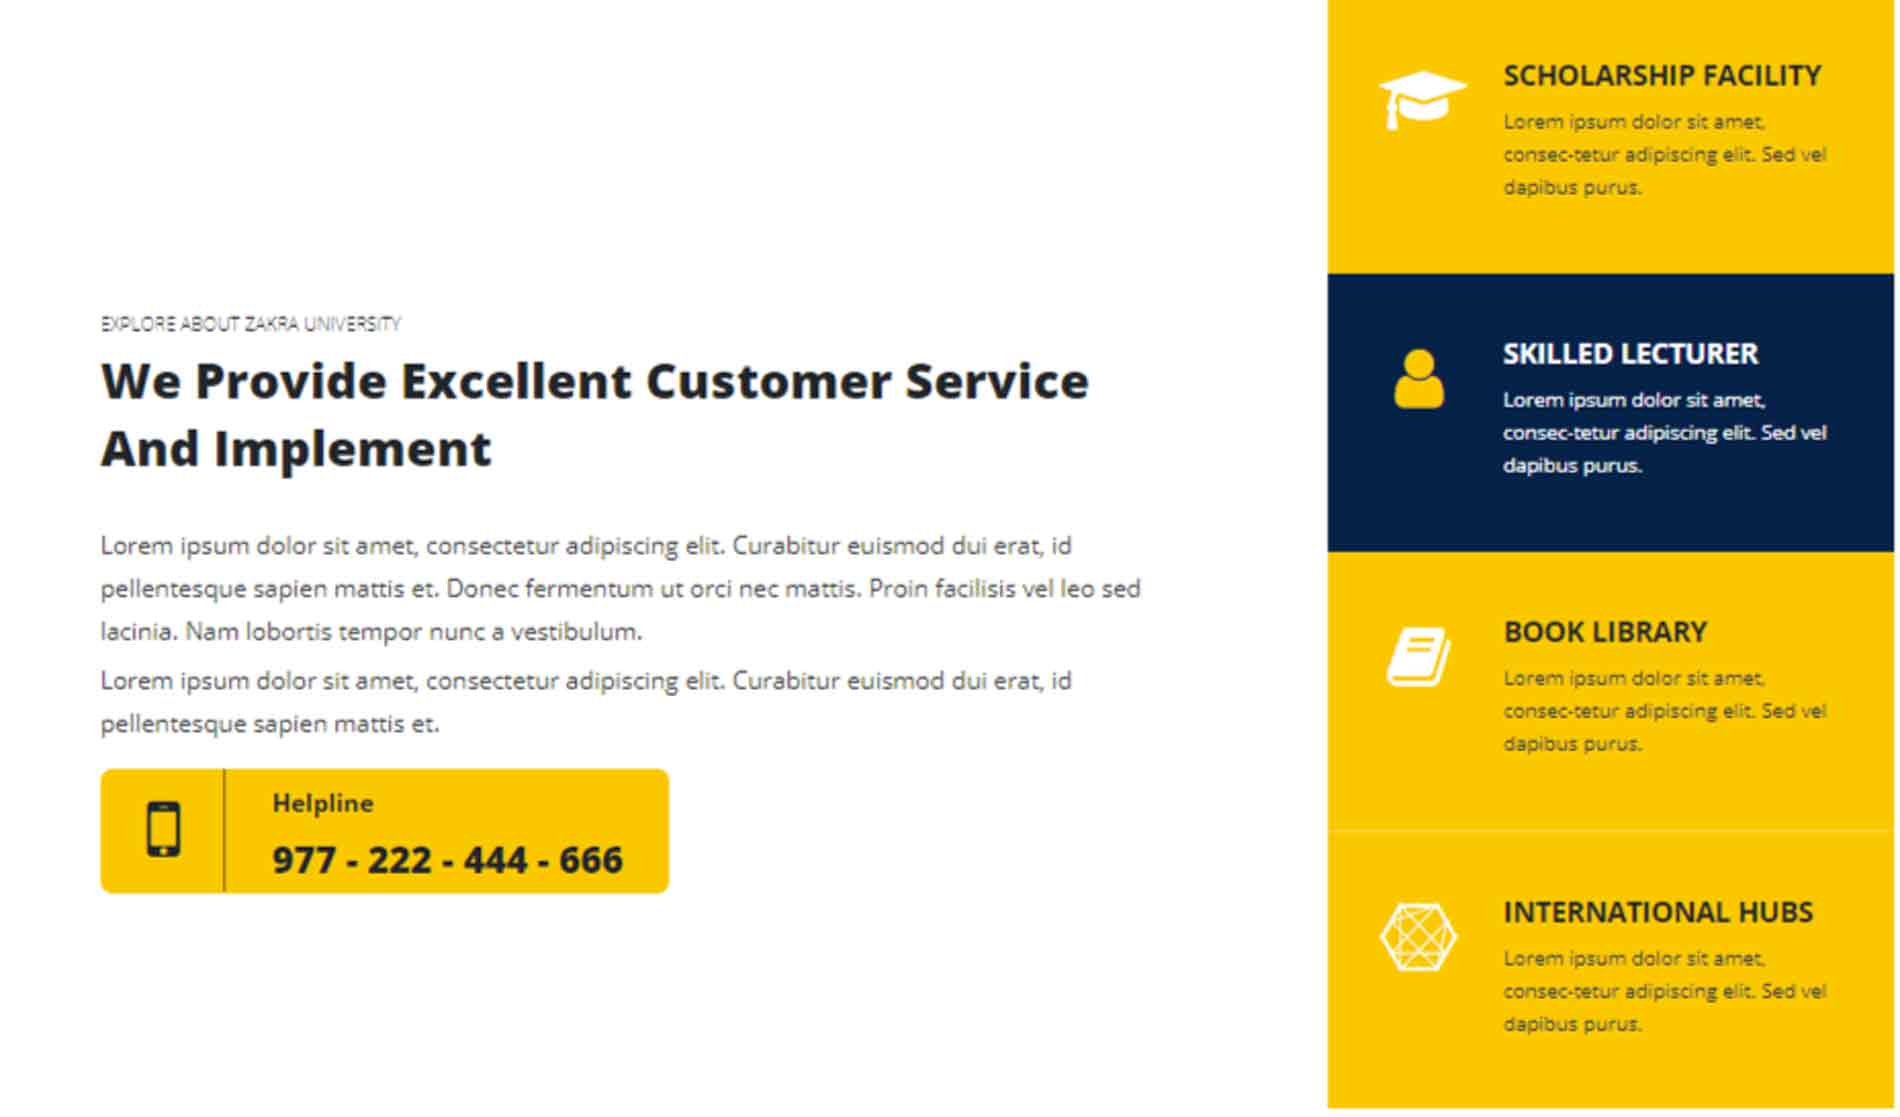 EXPLORE ABOUT ZAKRA UNIVERSITY
We Provide Excellent Customer Service
And Implement
Lorem ipsum dolor sit amet, consectetur adipiscing elit. Curabitur euismod dui erat, id
pellentesque sapien mattis et. Donec fermentum ut orci nec mattis. Proin facilisis vel leo sed
lacinia. Nam lobortis tempor nunc a vestibulum.
Lorem ipsum dolor sit amet, consectetur adipiscing elit. Curabitur euismod dui erat, id
pellentesque sapien mattis et.
Helpline
977 - 222 - 444 - 666
SCHOLARSHIP FACILITY
Lorem ipsum dolor sit amet,
consec-tetur adipiscing elit. Sed vel
dapibus purus.
SKILLED LECTURER
Lorem ipsum dolor sit amet,
consec-tetur adipiscing elit. Sed vel
dapibus purus.
BOOK LIBRARY
Lorem ipsum dolor sit amet,
consec-tetur adipiscing elit. Sed vel
dapibus purus.
INTERNATIONAL HUBS
Lorem ipsum dolor sit amet,
consec-tetur adipiscing elit. Sed vel
dapibus purus.